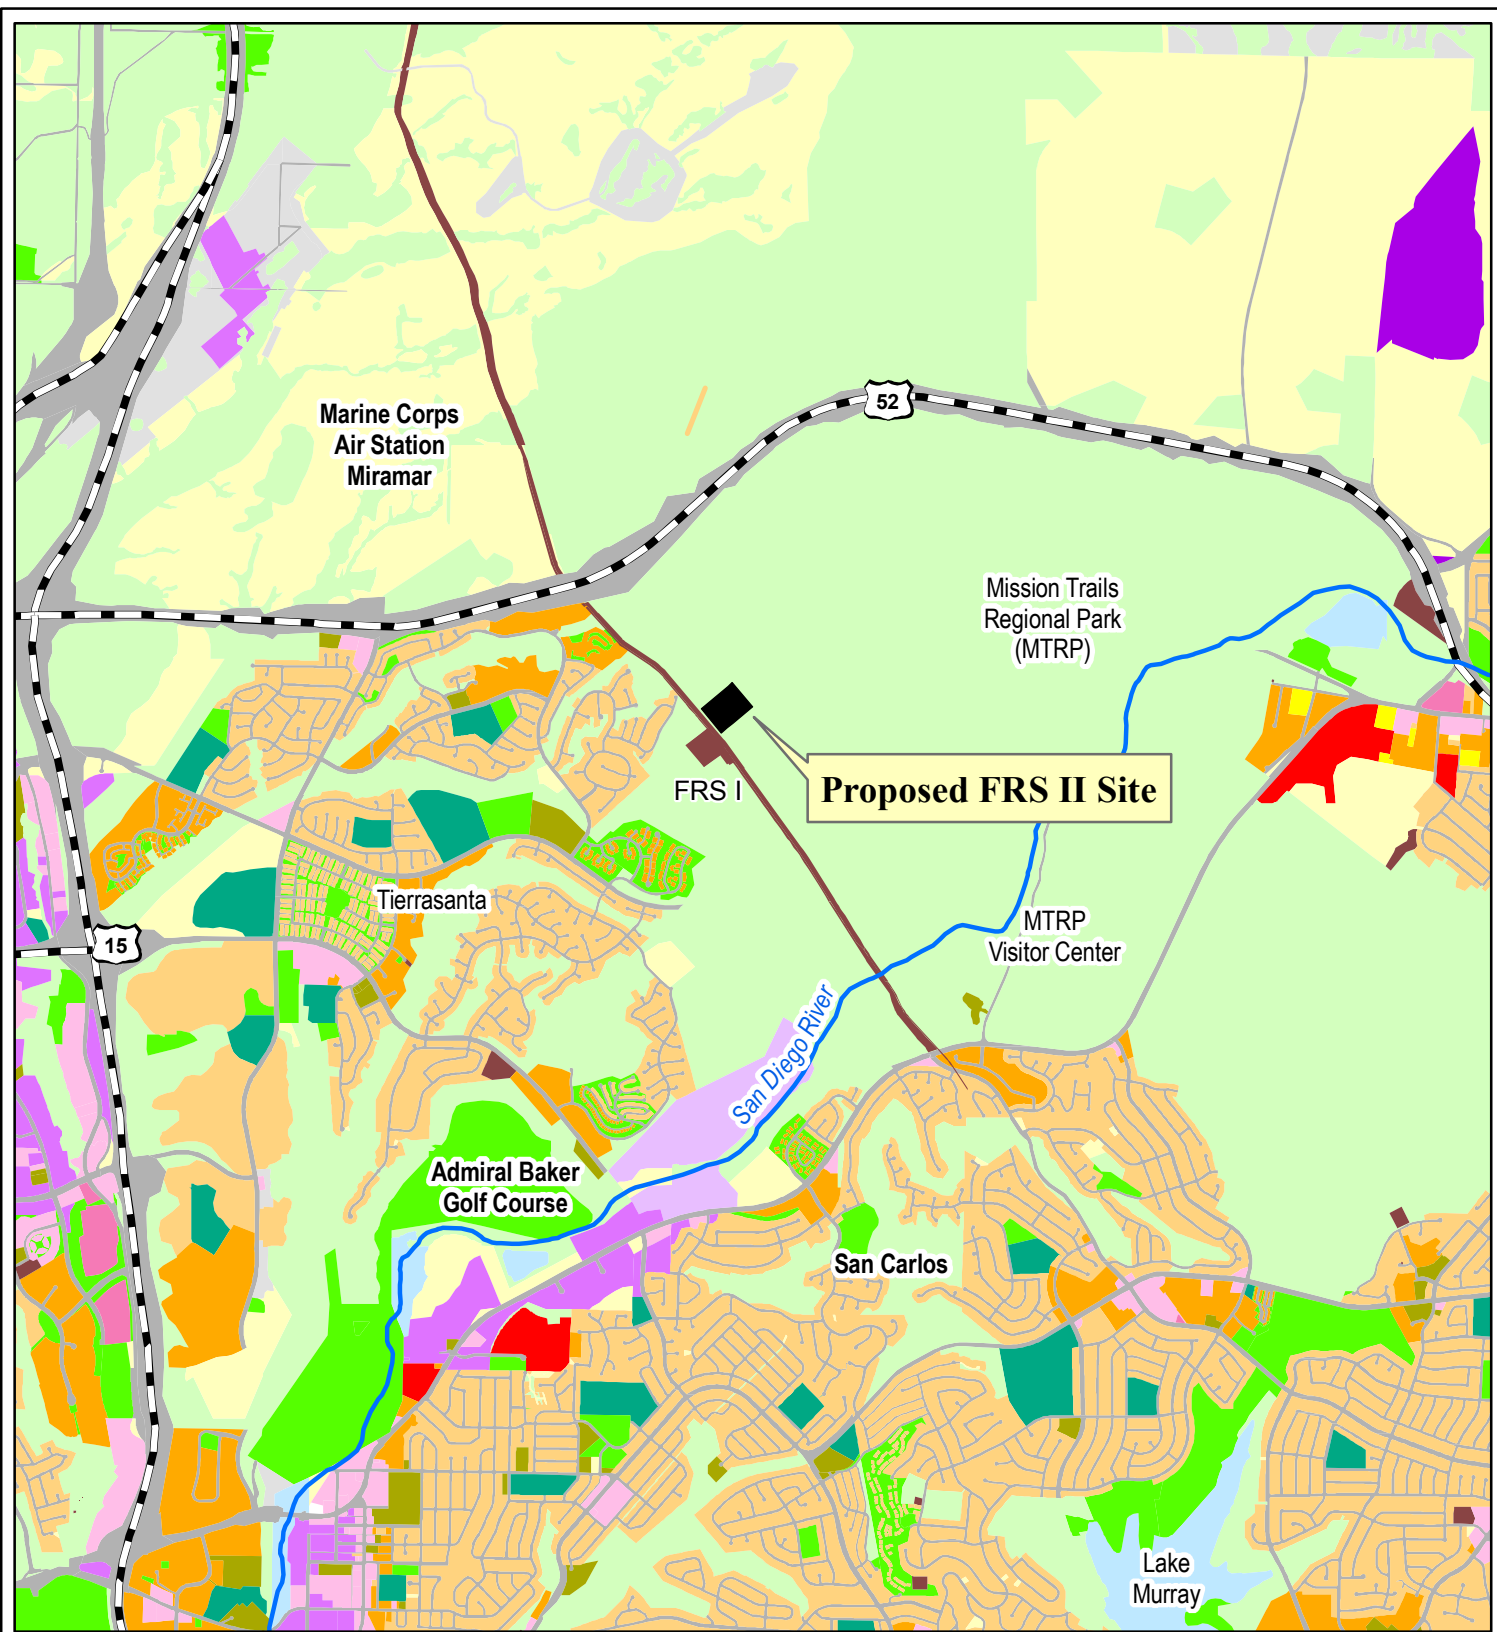 52
Marine Corps
Air Station
Miramar
Mission Trails
Regional Park
(MTRP)
Proposed FRS II Site
FRS I
Tierrasanta
15
MTRP
Visitor Center
San Diego River
Admiral Baker
Golf Course
San Carlos
Lake
Murray